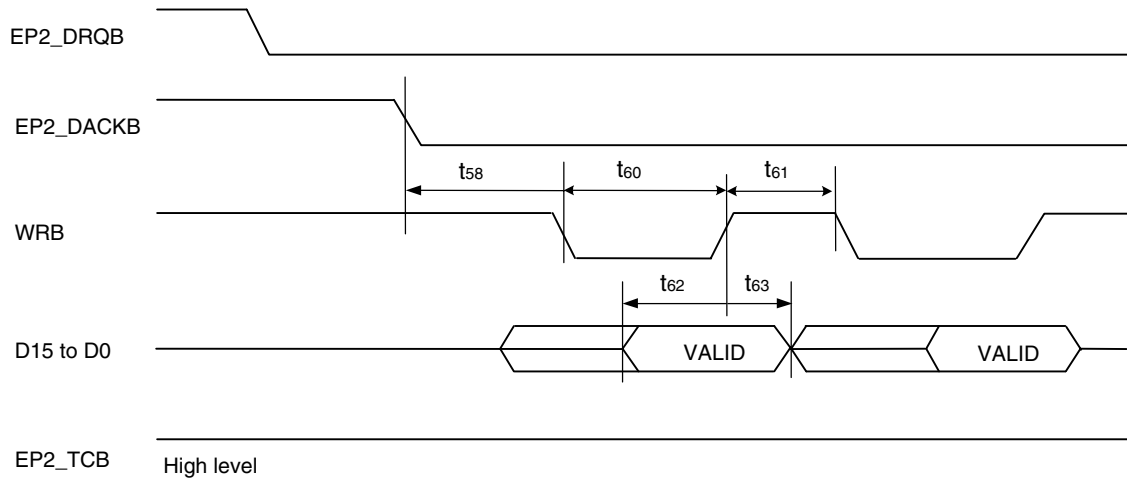 EP2_DRQB
EP2_DACKB
t58
t60
t61
WRB
t62
t63
D15 to D0
VALID
VALID
EP2_TCB
High level